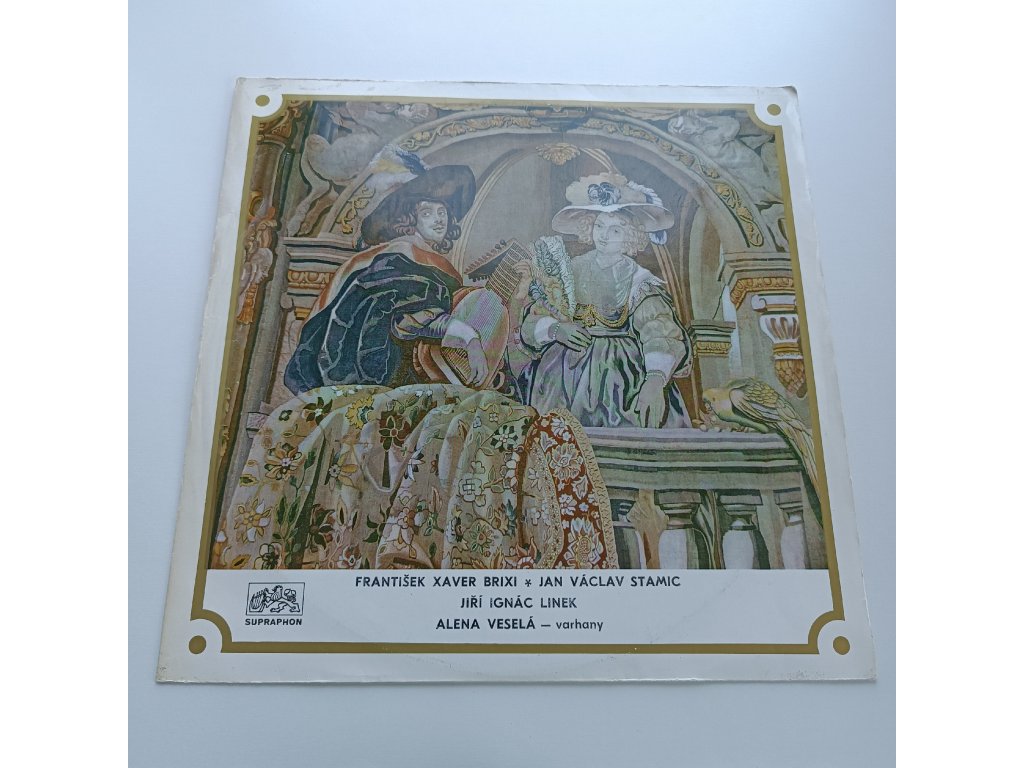 FRANTIŠEK XAVER BRIXI * JAN VÁCLAV STAMIC
JIŘÍ IGNÁC LINEK
ALENA VESELÁ — varhany
SUPRAPHON